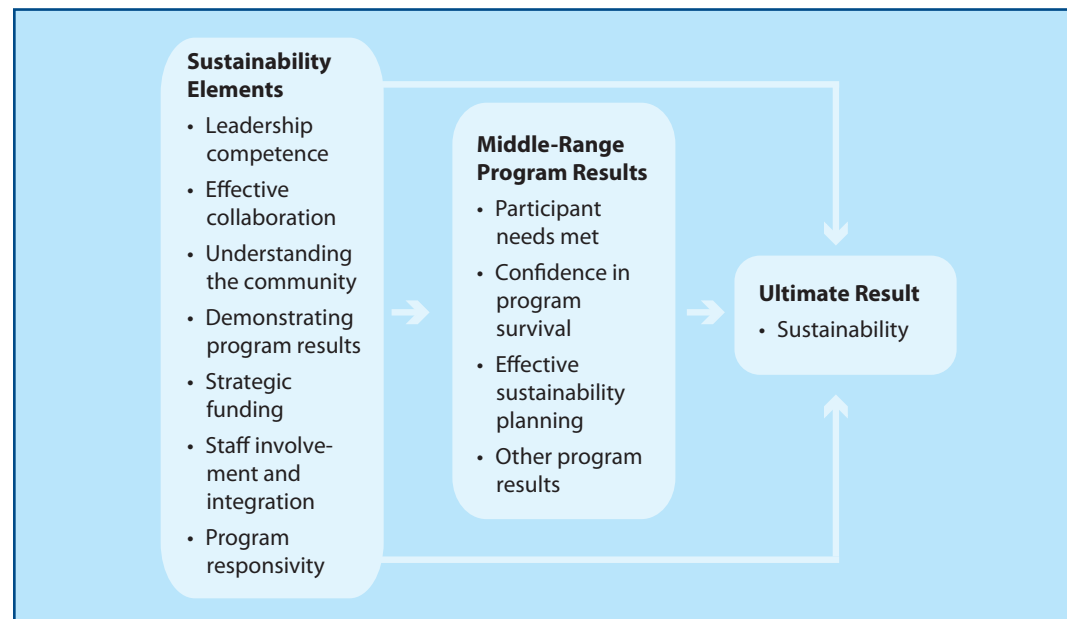 Sustainability
Elements
• Leadership
competence
• Effective
collaboration
• Understanding
the community
• Demonstrating
program results
• Strategic
funding
• Staff involve-
ment and
integration
• Program
responsivity
Middle-Range
Program Results
• Participant
needs met
• Confidence in
program
survival
• Effective
sustainability
planning
• Other program
results
Ultimate Result
• Sustainability